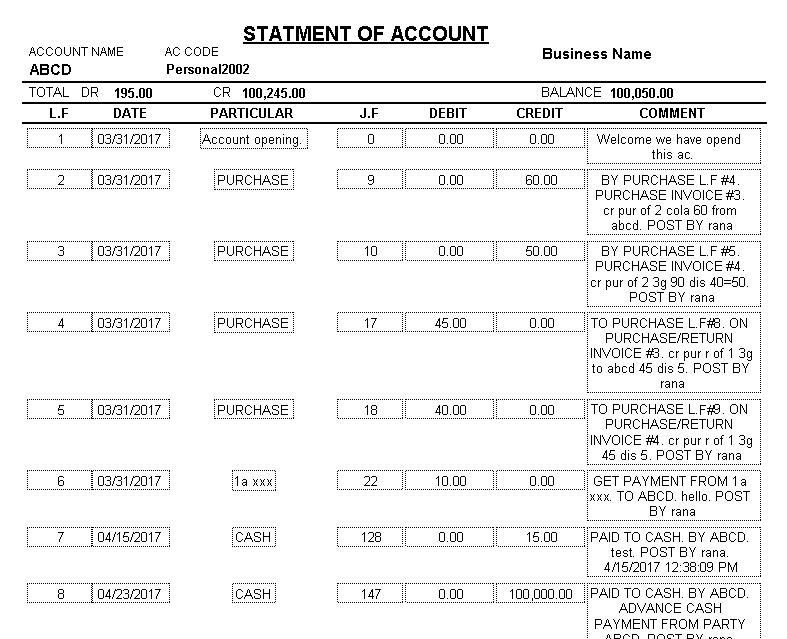 STATMENT OF ACCOUNT
ACCOUNT NAME AC CODE Business Name
ABCD Personal2002
TOTAL DR 195.00 CR 100,245.00 BALANCE 100,050.00
L.F DATE PARTICULAR J.F DEBIT CREDIT COMMENT
1 03/31/2017 Account opening. 0 0.00 0.00 Welcome we have opend
this ac.
2 03/31/2017 PURCHASE 9 0.00 60.00 BY PURCHASE L.F #4.
PURCHASE INVOICE #3.
cr pur of 2 cola 60 from
abcd. POST BY rana
3 03/31/2017 PURCHASE 10 0.00 50.00 BY PURCHASE L.F #5.
PURCHASE INVOICE #4.
cr pur of 2 3g 90 dis 40=50.
POST BY rana
4 03/31/2017 PURCHASE 17 45.00 0.00 TO PURCHASE L.F#8. ON
PURCHASE/RETURN
INVOICE #3. cr pur r of 1 3g
to abcd 45 dis 5. POST BY
rana
5 03/31/2017 PURCHASE 18 40.00 0.00 TO PURCHASE L.F#9. ON
PURCHASE/RETURN
INVOICE #4. cr pur r of 1 3g
45 dis 5. POST BY rana
6 03/31/2017 1a xxx 22 10.00 0.00 GET PAYMENT FROM 1a
xxx. TO ABCD. hello. POST
BY rana
7 04/15/2017 CASH 128 0.00 15.00 PAID TO CASH. BY ABCD.
test. POST BY rana.
4/15/2017 12:38:09 PM
8 04/23/2017 CASH 147 0.00 100,000.00 PAID TO CASH. BY ABCD.
ADVANCE CASH
PAYMENT FROM PARTY
ABCD. POST BY rana